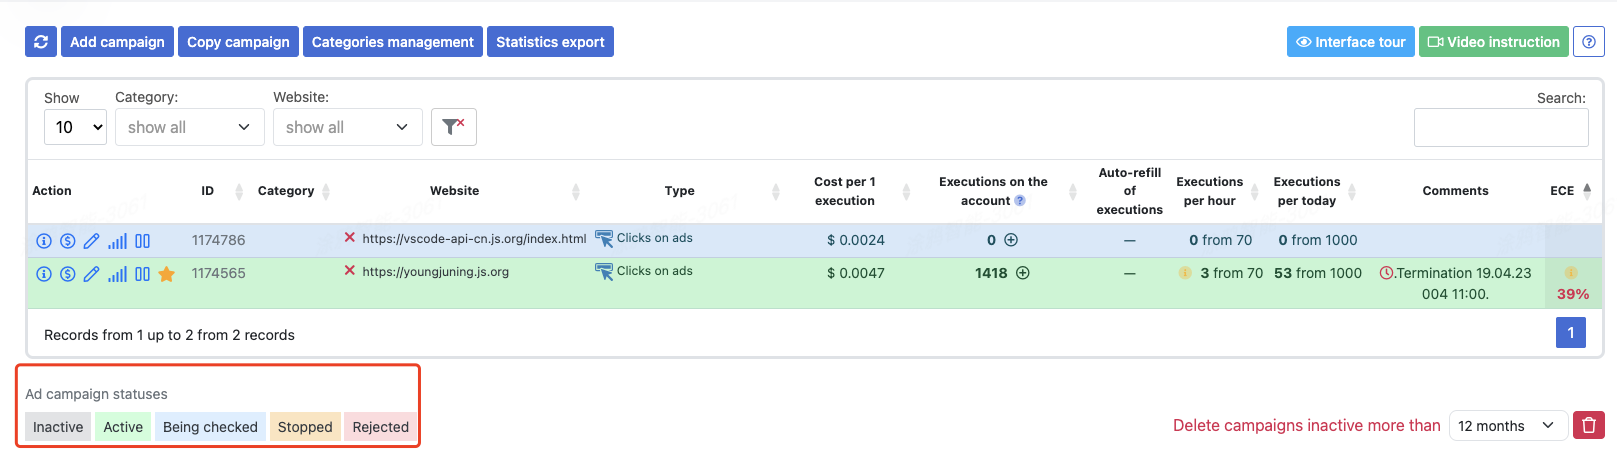 Add campaign Copy campaign Categories management Statistics export Interface tour Video instruction
Show Category: Website: Search:
10 show all show all
Action ID Category Website Type Cost per 1 execution Executions on the account Auto-refill of executions Executions per hour Executions per today Comments ECE
1174786 https://vscode-api-cn.js.org/index.html Clicks on ads $ 0.0024 0 — 0 from 70 0 from 1000
1174565 https://youngjuning.js.org Clicks on ads $ 0.0047 1418 — 3 from 70 53 from 1000 .Termination 19.04.23 004 11:00. 39%
Records from 1 up to 2 from 2 records 1
Ad campaign statuses
Inactive Active Being checked Stopped Rejected Delete campaigns inactive more than 12 months